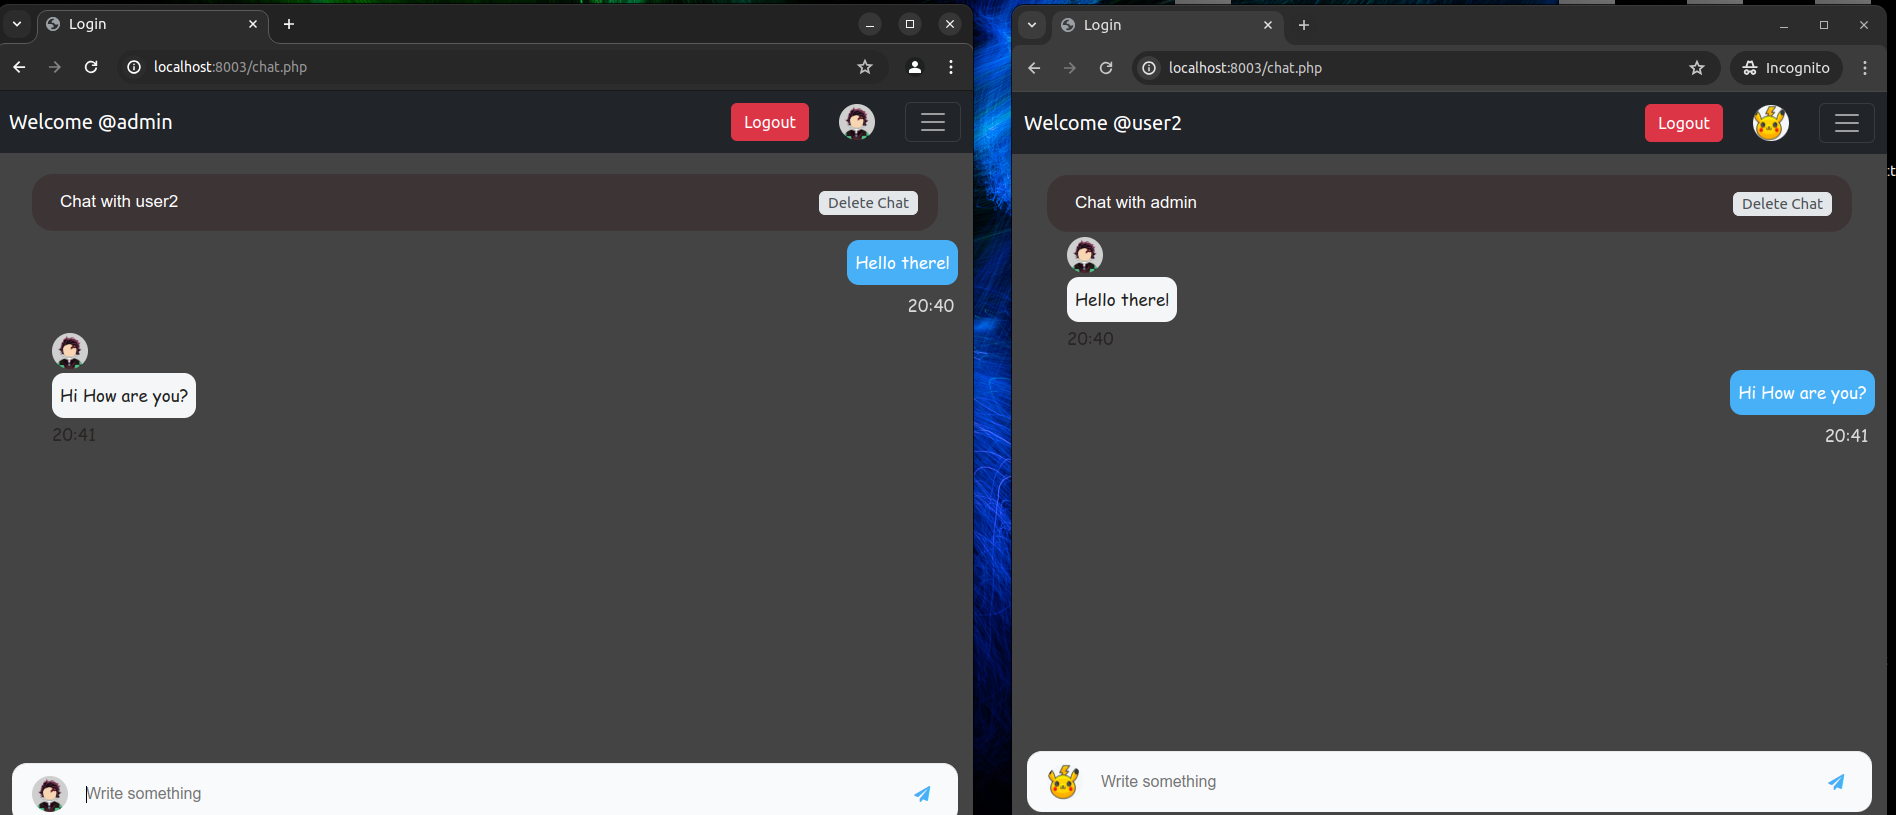 Login
localhost:8003/chat.php
Welcome @admin
Logout
Chat with user2
Delete Chat
Hello there!
20:40
Hi How are you?
20:41
Write something
Login
localhost:8003/chat.php
Incognito
Welcome @user2
Logout
Chat with admin
Delete Chat
Hello there!
20:40
Hi How are you?
20:41
Write something